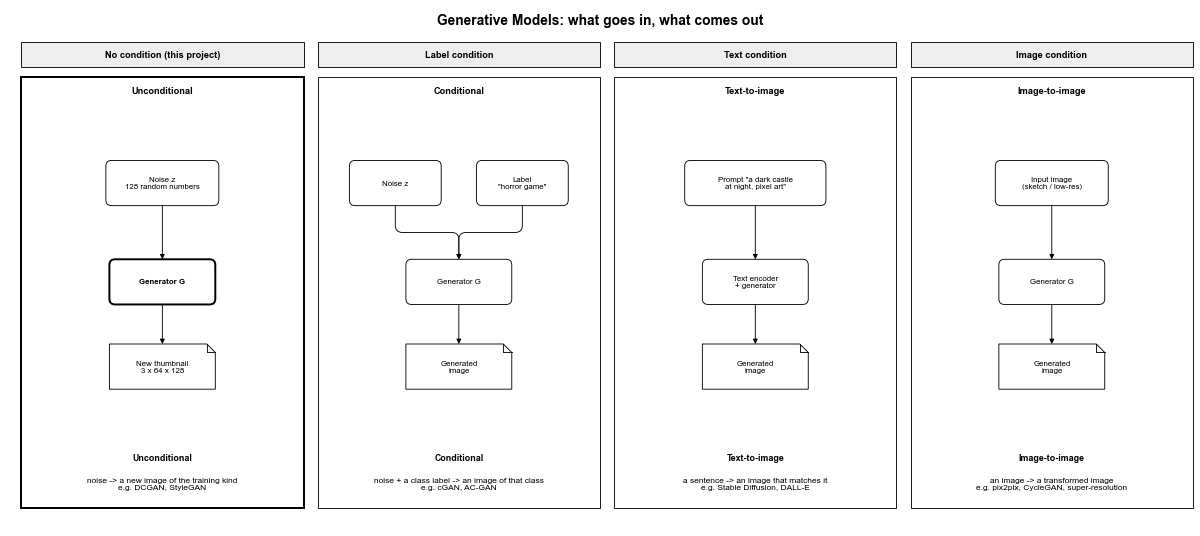 Generative Models: what goes in, what comes out
No condition (this project)
Unconditional
Noise z
128 random numbers
Generator G
New thumbnail
3 x 64 x 128
Unconditional
noise -> a new image of the training kind
e.g. DCGAN, StyleGAN
Label condition
Conditional
Noise z
Label
"horror game"
Generator G
Generated
image
Conditional
noise + a class label -> an image of that class
e.g. cGAN, AC-GAN
Text condition
Text-to-image
Prompt "a dark castle
at night, pixel art"
Text encoder
+ generator
Generated
image
Text-to-image
a sentence -> an image that matches it
e.g. Stable Diffusion, DALL-E
Image condition
Image-to-image
Input image
(sketch / low-res)
Generator G
Generated
image
Image-to-image
an image -> a transformed image
e.g. pix2pix, CycleGAN, super-resolution